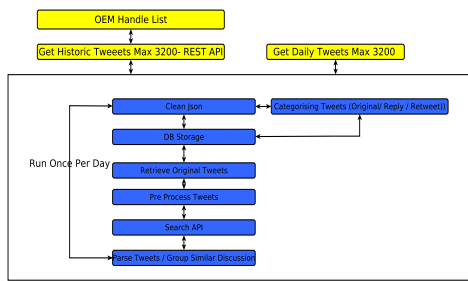 OEM Handle List
Get Historic Tweeets Max 3200- REST API
Get Daily Tweets Max 3200
Clean Json
Categorising Tweets (Original/ Reply / Retweet))
DB Storage
Run Once Per Day
Retrieve Original Tweets
Pre Process Tweets
Search API
Parse Tweets / Group Similar Discussion